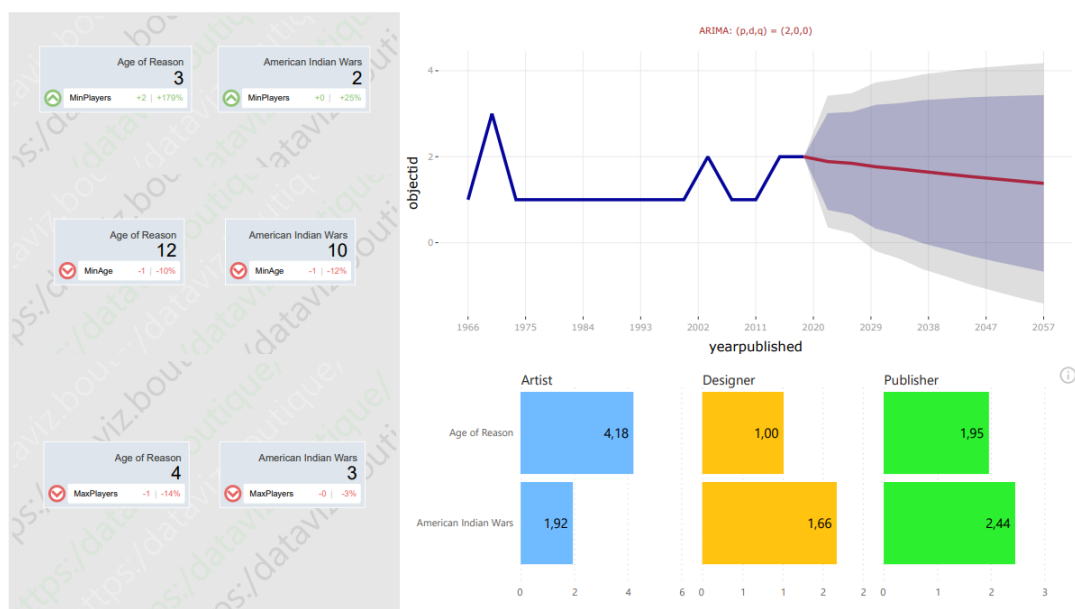 Age of Reason
3
MinPlayers +2 | +179%
American Indian Wars
2
MinPlayers +0 | +25%
Age of Reason
12
MinAge -1 | -10%
American Indian Wars
10
MinAge -1 | -12%
Age of Reason
4
MaxPlayers -1 | -14%
American Indian Wars
3
MaxPlayers -0 | -3%
ARIMA: (p,d,q) = (2,0,0)
objectid
4
2
0
1966 1975 1984 1993 2002 2011 2020 2029 2038 2047 2057
yearpublished
Artist Designer Publisher
Age of Reason 4,18 1,00 1,95
American Indian Wars 1,92 1,66 2,44
0 2 4 6 0 1 1 2 2 0 1 2 3